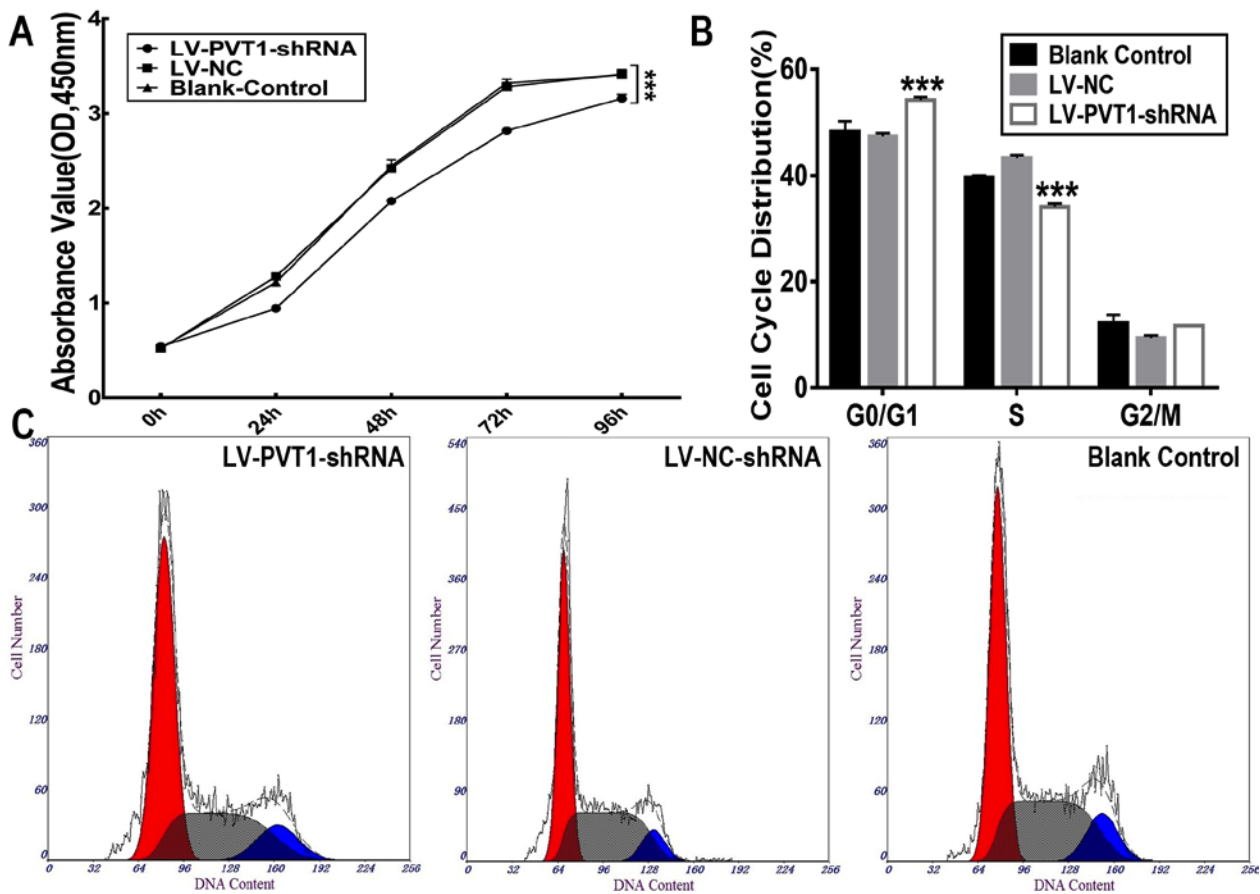 A
LV-PVT1-shRNA
LV-NC
Blank-Control
***
Absorbance Value(OD,450nm)
4
3
2
1
0
0h
24h
48h
72h
96h
B
Blank Control
LV-NC
LV-PVT1-shRNA
***
***
Cell Cycle Distribution(%)
60
40
20
0
G0/G1
S
G2/M
C
LV-PVT1-shRNA
360
300
240
180
120
60
0
Cell Number
0 32 64 96 128 160 192 224 256
DNA Content
LV-NC-shRNA
540
450
360
270
180
90
0
Cell Number
0 32 64 96 128 160 192 224 256
DNA Content
Blank Control
360
300
240
180
120
60
0
Cell Number
0 32 64 96 128 160 192 224 256
DNA Content